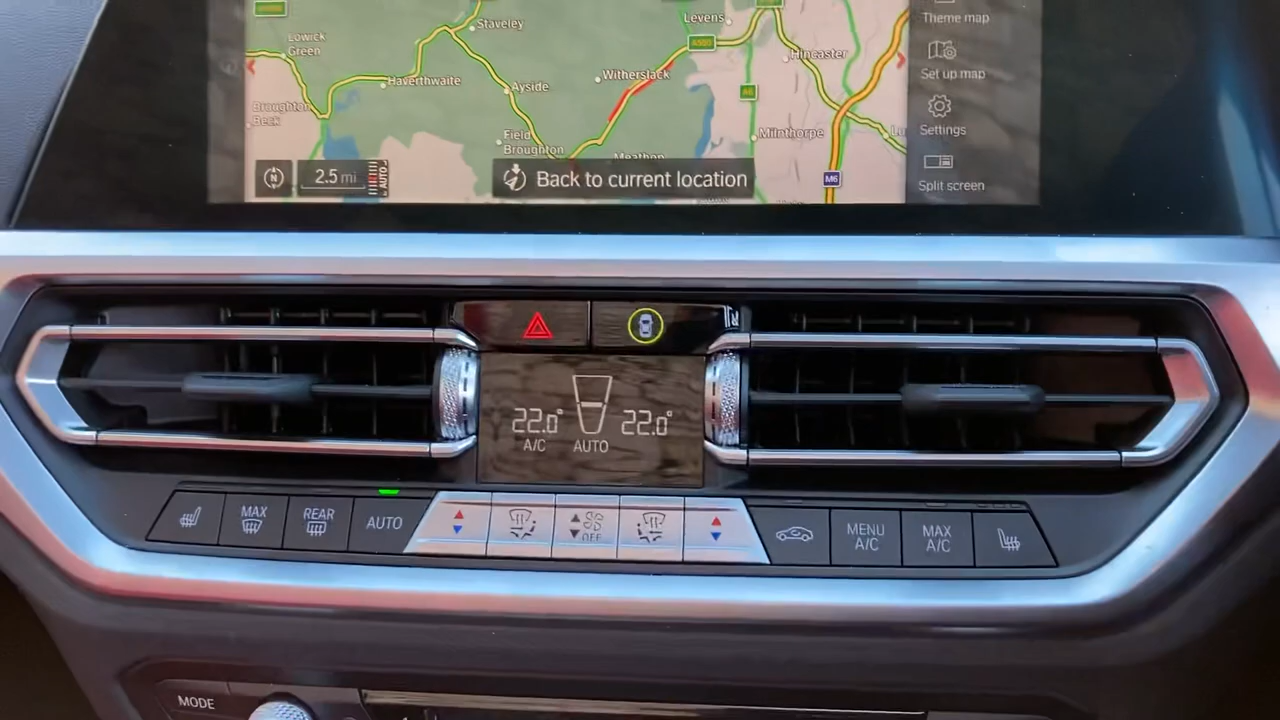 Staveley
Levens
Theme map
Lowick
Green
A590
Hincaster
Witherslack
Set up map
Haverthwaite
Ayside
A6
Broughton
Beck
Milnthorpe
Settings
Field
Broughton
Meathop
N
2.5 mi
AUTO
Back to current location
M6
Split screen
22.0°
22.0°
A/C
AUTO
MAX
REAR
AUTO
OFF
MENU
A/C
MAX
A/C
MODE